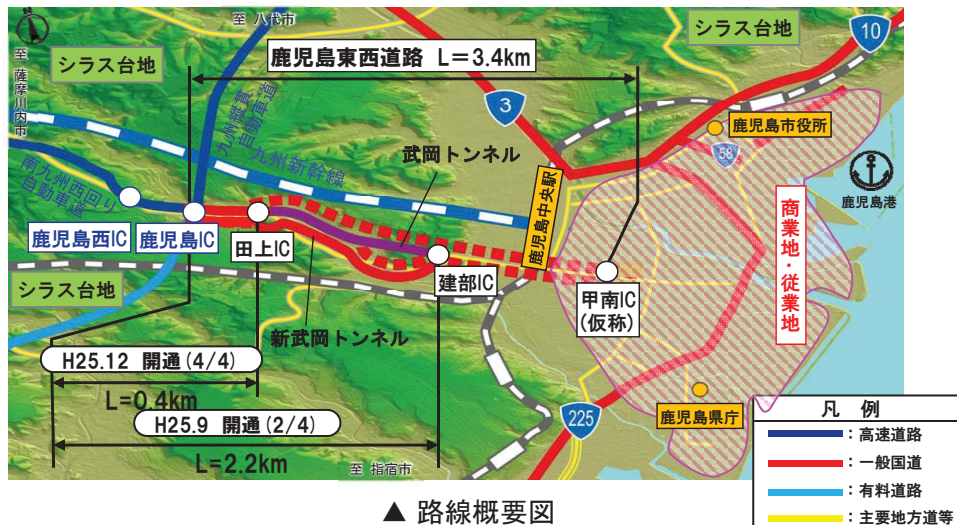 至 八代市
シラス台地
10
至 薩摩川内市
シラス台地
鹿児島東西道路 L=3.4km
3
九州縦貫
自動車道
九州新幹線
武岡トンネル
鹿児島市役所
58
鹿児島港
南九州西回り
自動車道
鹿児島中央駅
商業地・従業地
鹿児島西IC
鹿児島IC
田上IC
建部IC
甲南IC
(仮称)
シラス台地
新武岡トンネル
H25.12 開通(4/4)
L=0.4km
H25.9 開通(2/4)
L=2.2km
225
鹿児島県庁
至 指宿市
凡 例
:高速道路
:一般国道
:有料道路
:主要地方道等
▲ 路線概要図